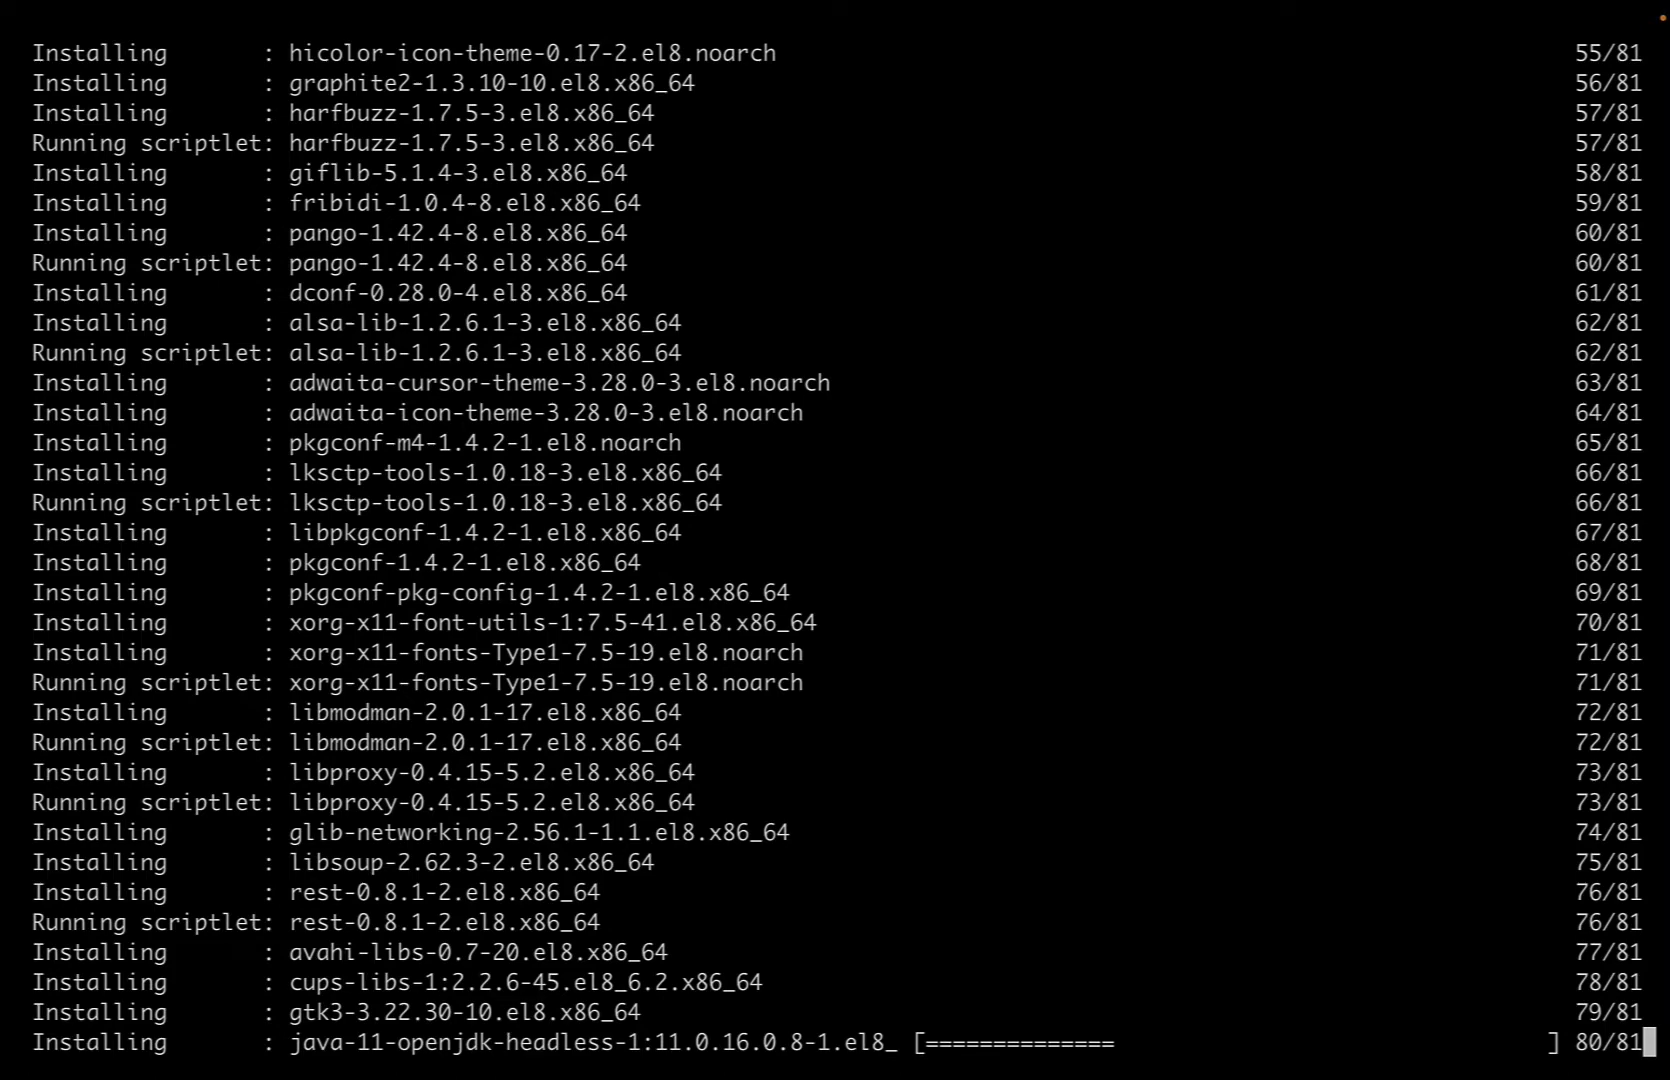 Installing       : hicolor-icon-theme-0.17-2.el8.noarch 55/81
Installing       : graphite2-1.3.10-10.el8.x86_64 56/81
Installing       : harfbuzz-1.7.5-3.el8.x86_64 57/81
Running scriptlet: harfbuzz-1.7.5-3.el8.x86_64 57/81
Installing       : giflib-5.1.4-3.el8.x86_64 58/81
Installing       : fribidi-1.0.4-8.el8.x86_64 59/81
Installing       : pango-1.42.4-8.el8.x86_64 60/81
Running scriptlet: pango-1.42.4-8.el8.x86_64 60/81
Installing       : dconf-0.28.0-4.el8.x86_64 61/81
Installing       : alsa-lib-1.2.6.1-3.el8.x86_64 62/81
Running scriptlet: alsa-lib-1.2.6.1-3.el8.x86_64 62/81
Installing       : adwaita-cursor-theme-3.28.0-3.el8.noarch 63/81
Installing       : adwaita-icon-theme-3.28.0-3.el8.noarch 64/81
Installing       : pkgconf-m4-1.4.2-1.el8.noarch 65/81
Installing       : lksctp-tools-1.0.18-3.el8.x86_64 66/81
Running scriptlet: lksctp-tools-1.0.18-3.el8.x86_64 66/81
Installing       : libpkgconf-1.4.2-1.el8.x86_64 67/81
Installing       : pkgconf-1.4.2-1.el8.x86_64 68/81
Installing       : pkgconf-pkg-config-1.4.2-1.el8.x86_64 69/81
Installing       : xorg-x11-font-utils-1:7.5-41.el8.x86_64 70/81
Installing       : xorg-x11-fonts-Type1-7.5-19.el8.noarch 71/81
Running scriptlet: xorg-x11-fonts-Type1-7.5-19.el8.noarch 71/81
Installing       : libmodman-2.0.1-17.el8.x86_64 72/81
Running scriptlet: libmodman-2.0.1-17.el8.x86_64 72/81
Installing       : libproxy-0.4.15-5.2.el8.x86_64 73/81
Running scriptlet: libproxy-0.4.15-5.2.el8.x86_64 73/81
Installing       : glib-networking-2.56.1-1.1.el8.x86_64 74/81
Installing       : libsoup-2.62.3-2.el8.x86_64 75/81
Installing       : rest-0.8.1-2.el8.x86_64 76/81
Running scriptlet: rest-0.8.1-2.el8.x86_64 76/81
Installing       : avahi-libs-0.7-20.el8.x86_64 77/81
Installing       : cups-libs-1:2.2.6-45.el8_6.2.x86_64 78/81
Installing       : gtk3-3.22.30-10.el8.x86_64 79/81
Installing       : java-11-openjdk-headless-1:11.0.16.0.8-1.el8_ [============== ] 80/81